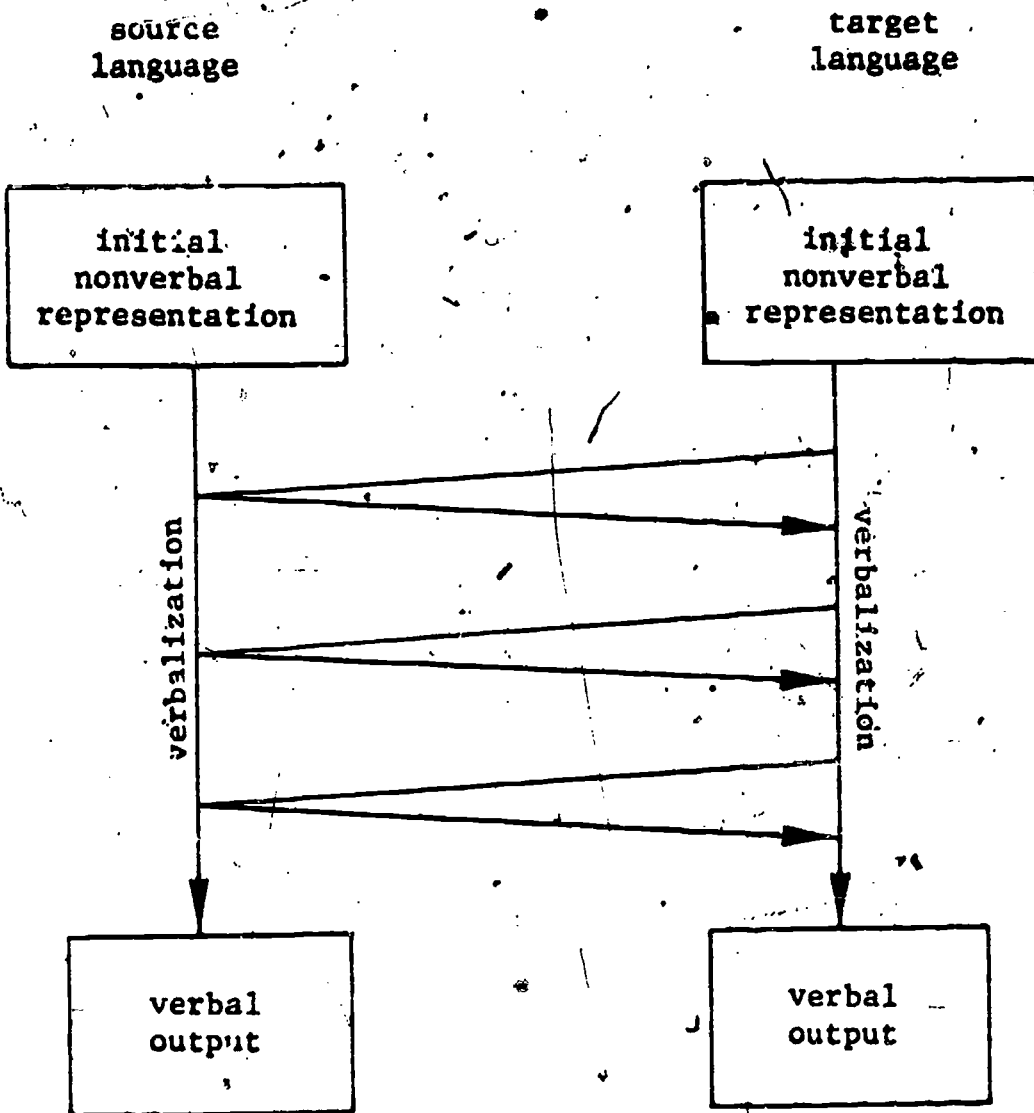 source
language
target
language
initial
nonverbal
representation
initial
nonverbal
representation
verbalization
verbalization
verbal
output
verbal
output